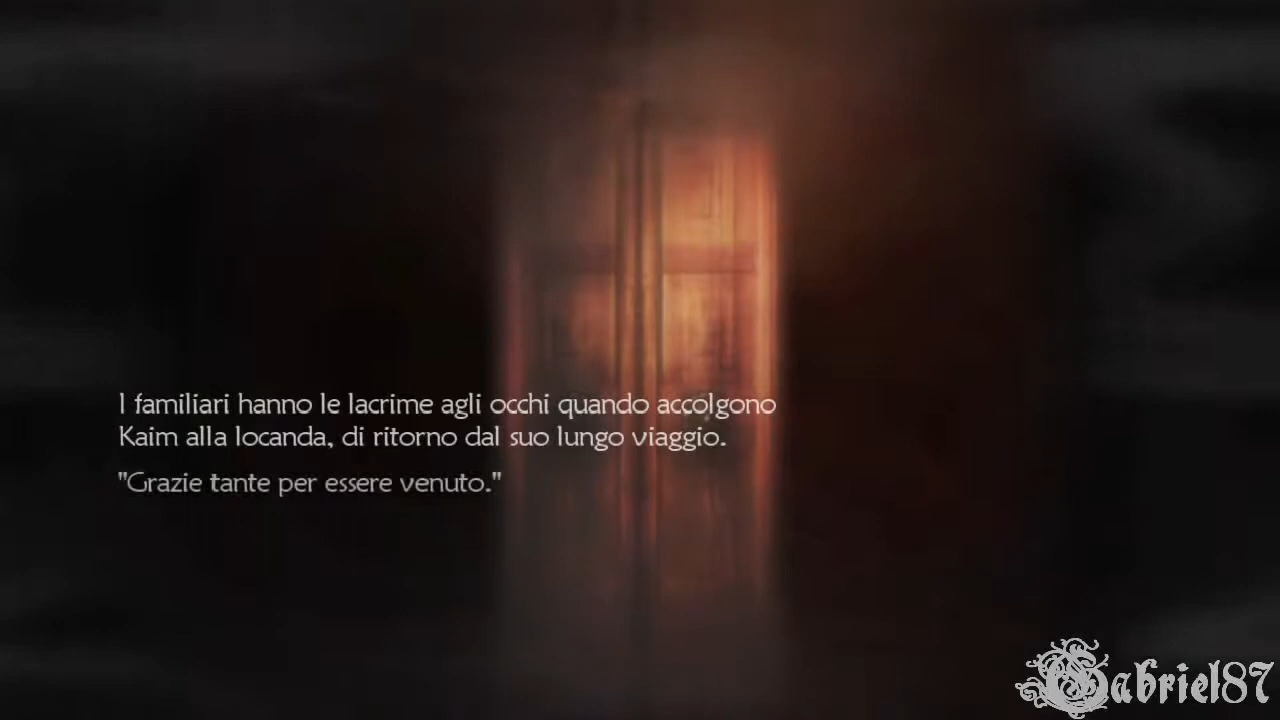 I familiari hanno le lacrime agli occhi quando accolgono
Kaim alla locanda, di ritorno dal suo lungo viaggio.
"Grazie tante per essere venuto."
Gabriel87